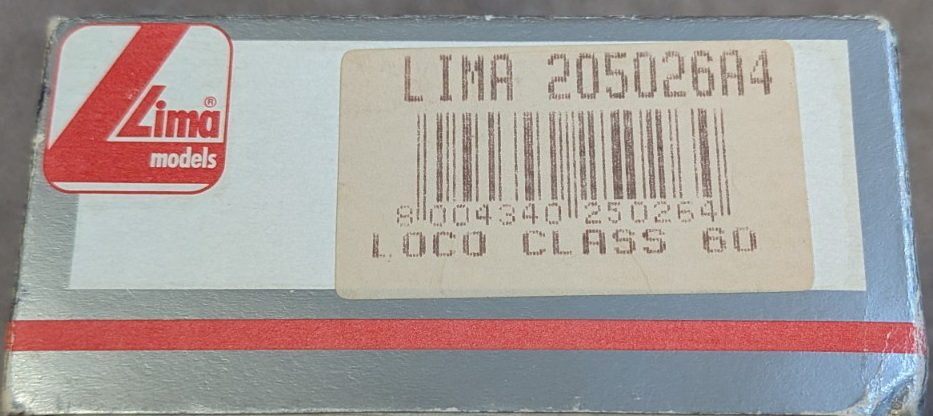 Lima®
models
LIMA 205026A4
8 004340 250264
LOCO CLASS 60